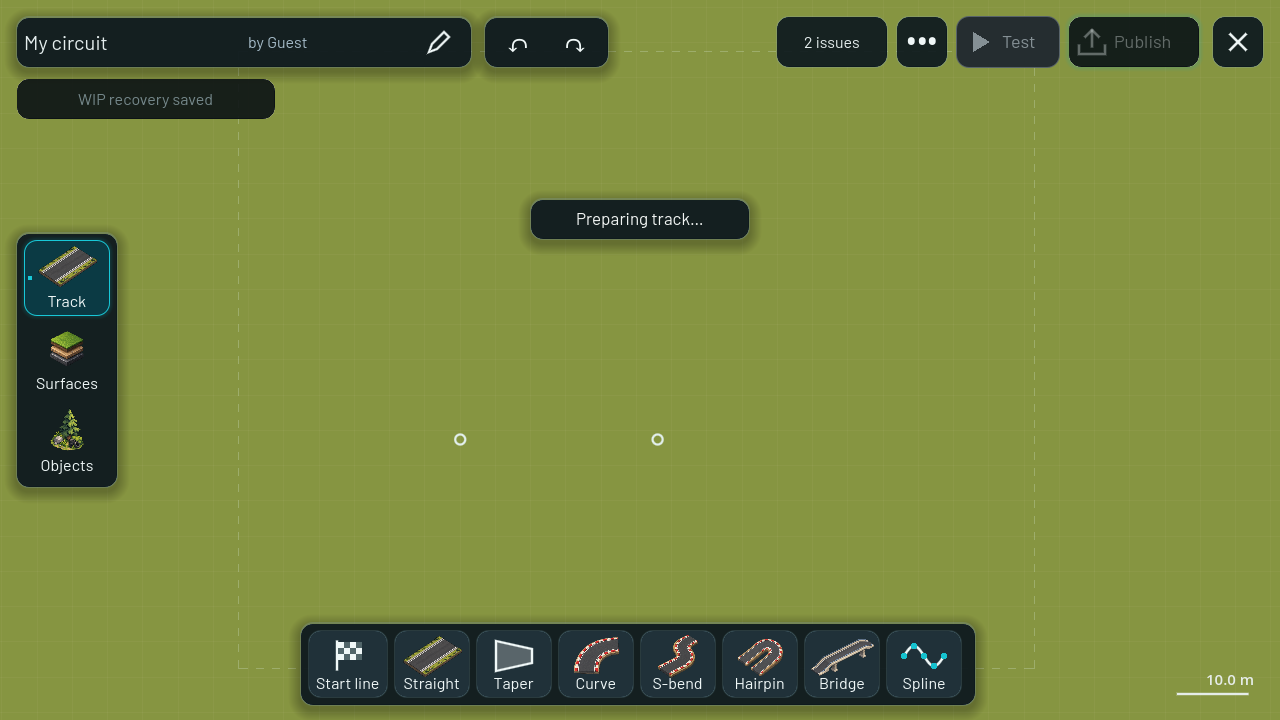 My circuit by Guest
2 issues
Test
Publish
WIP recovery saved
Preparing track...
Track
Surfaces
Objects
Start line
Straight
Taper
Curve
S-bend
Hairpin
Bridge
Spline
10.0 m